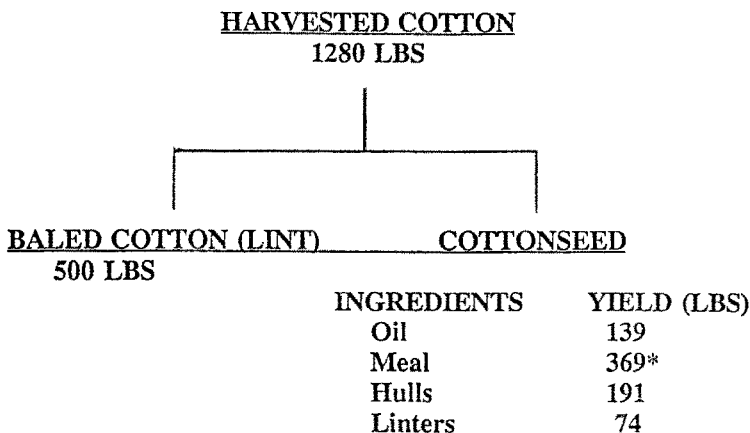 HARVESTED COTTON
1280 LBS
BALED COTTON (LINT) COTTONSEED
500 LBS
INGREDIENTS YIELD (LBS)
Oil 139
Meal 369*
Hulls 191
Linters 74